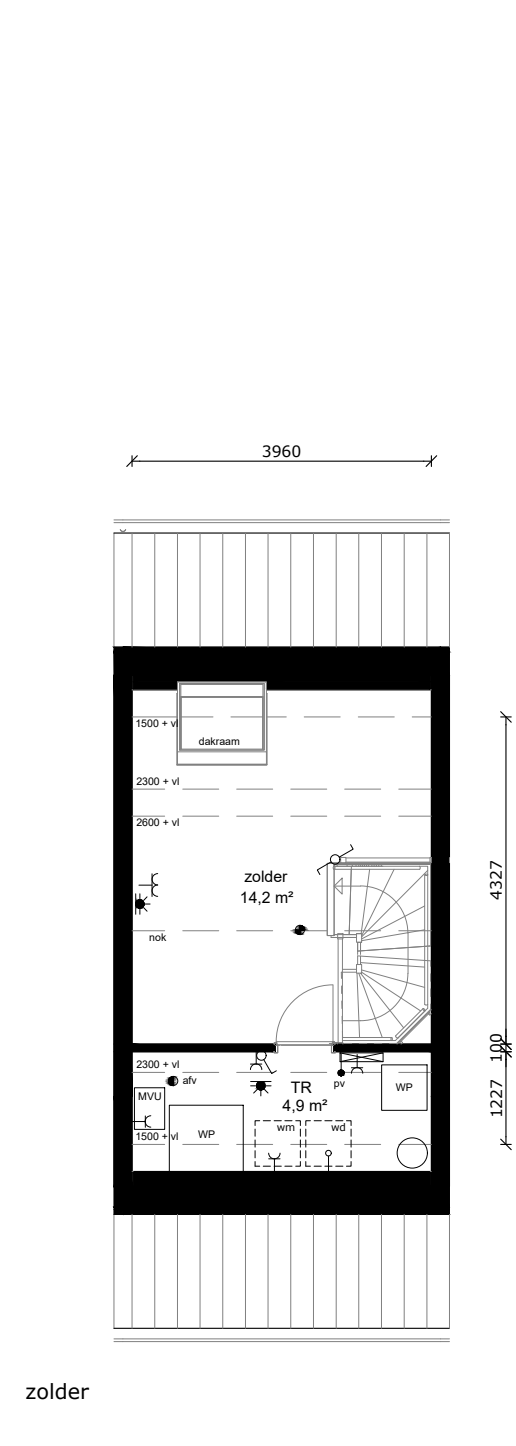 3960
1500 + vl
dakraam
2300 + vl
2600 + vl
4327
zolder
14,2 m²
nok
100
2300 + vl
afv
TR
pv
4,9 m²
MVU
WP
1227
wm
wd
1500 + vl
WP
zolder